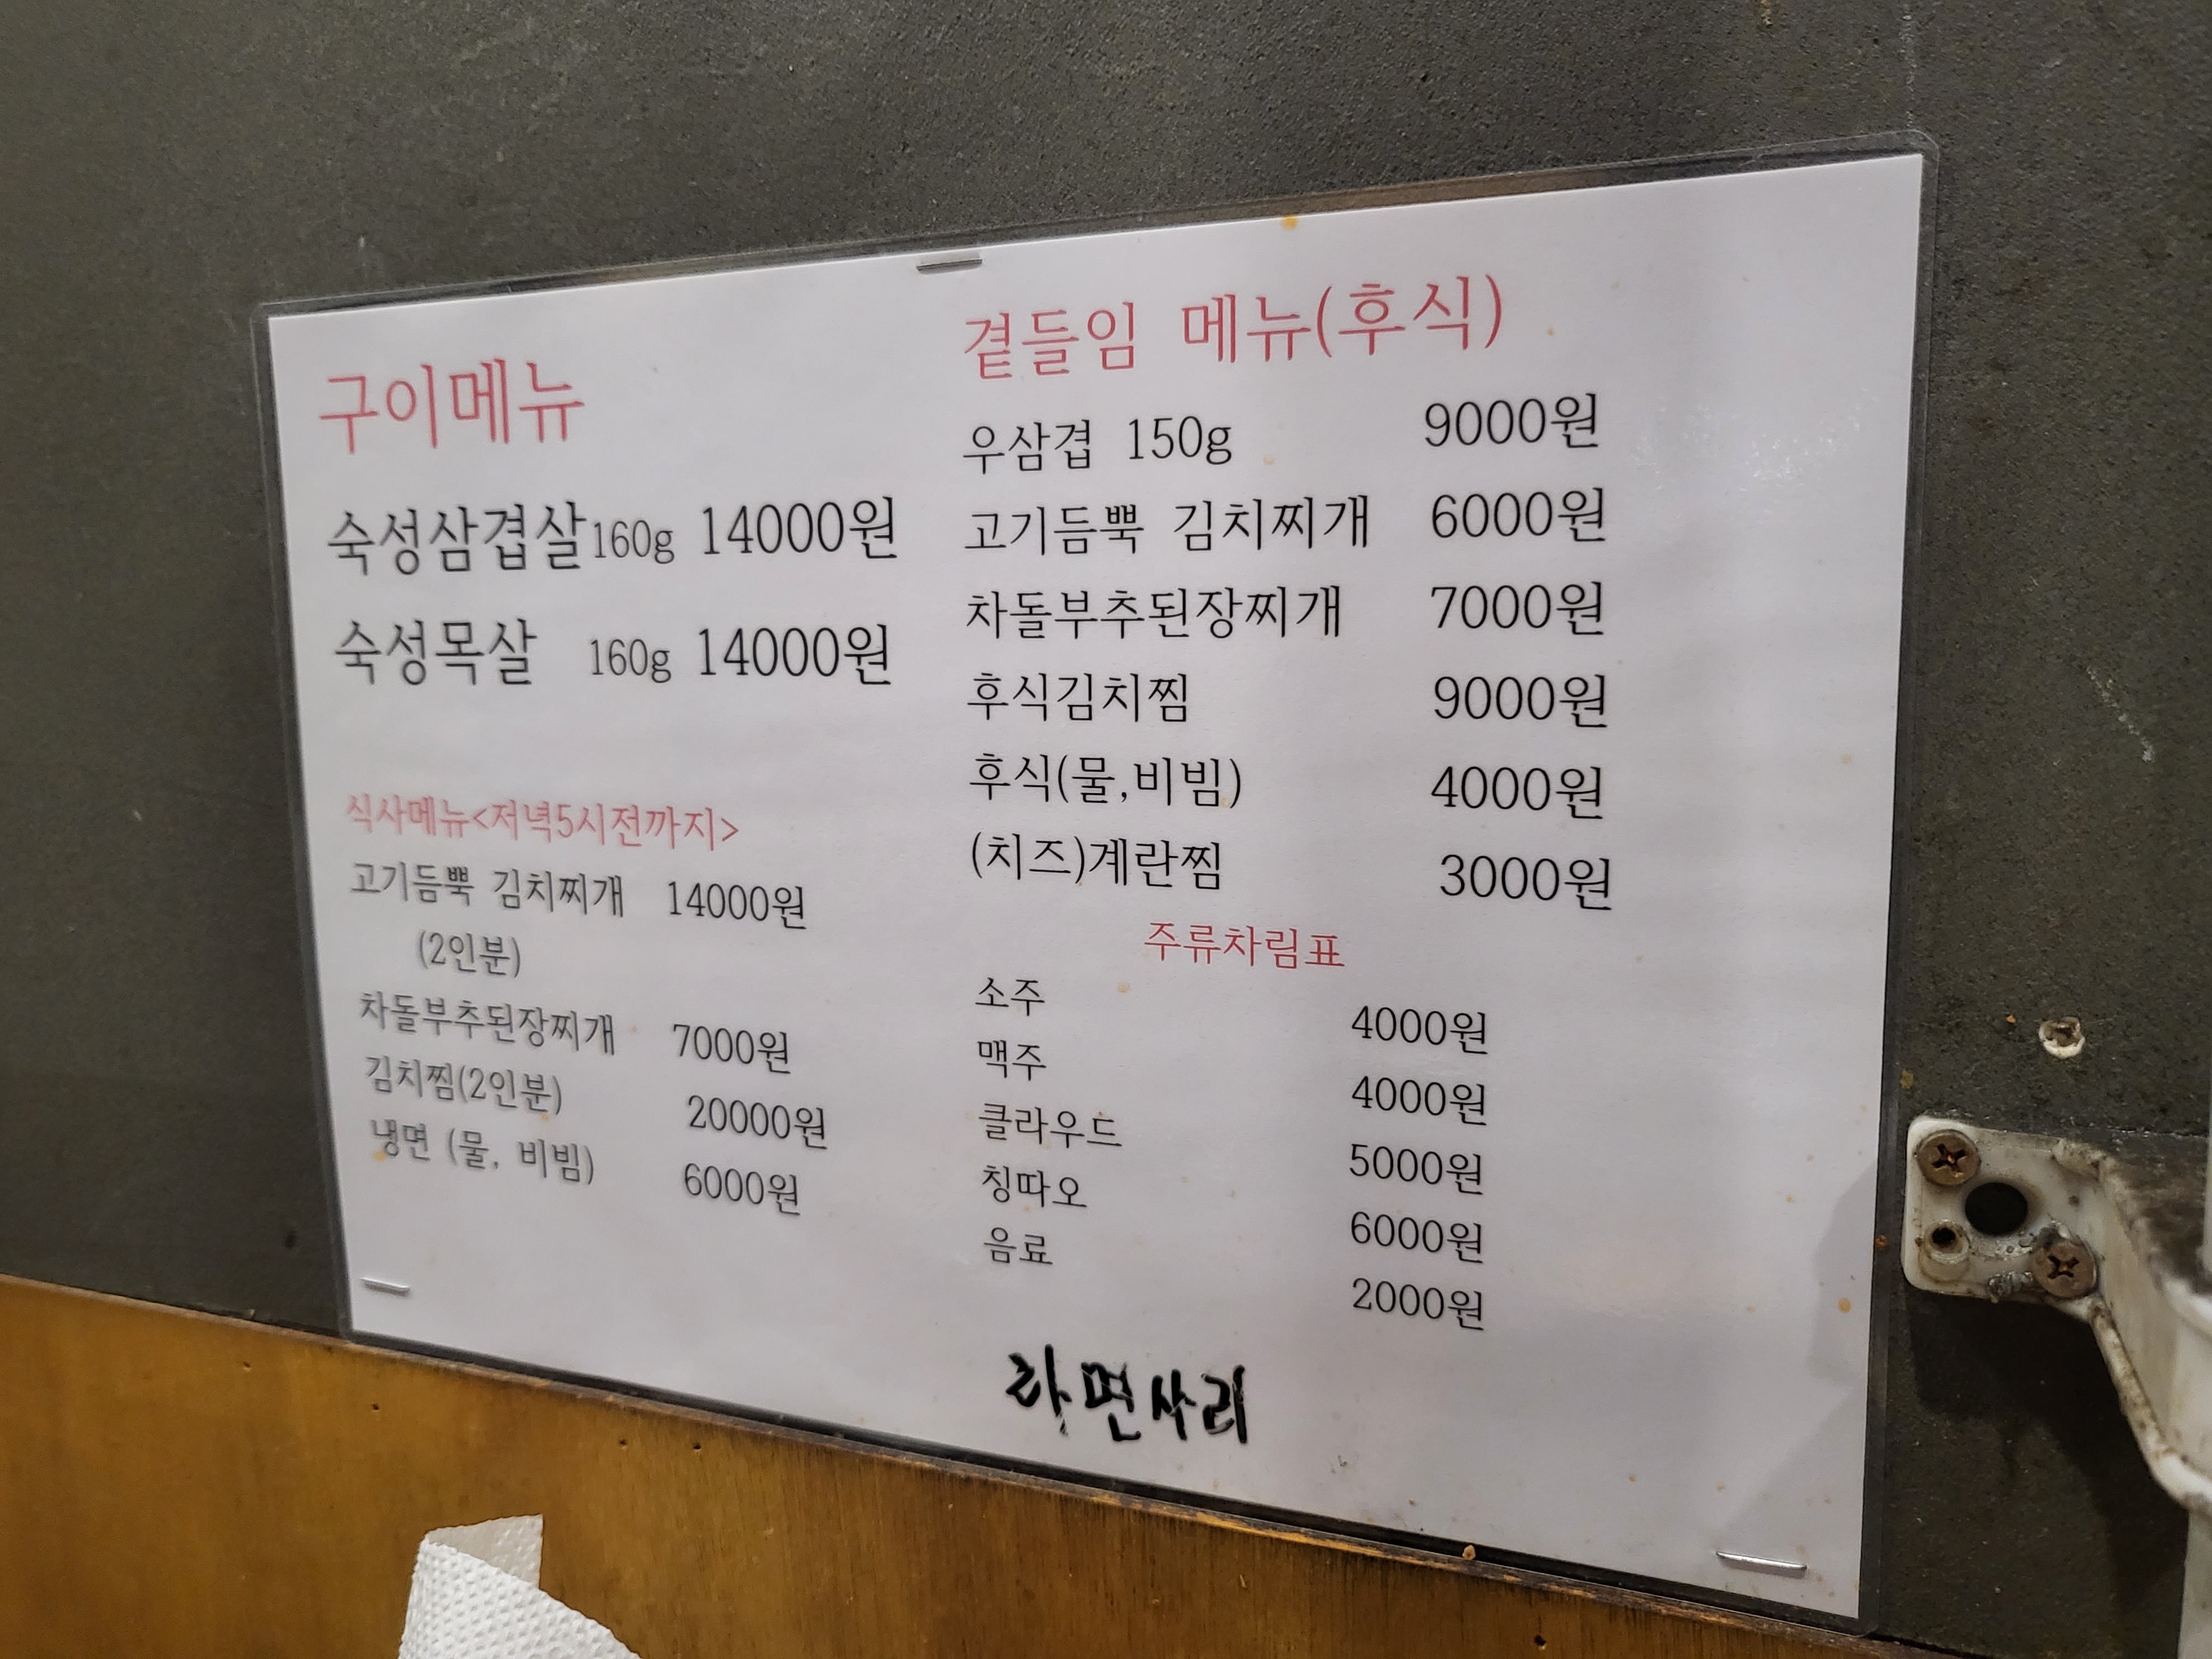 구이메뉴
숙성삼겹살160g 14000원
숙성목살 160g 14000원
식사메뉴<저녁5시전까지>
고기듬뿍 김치찌개 14000원
(2인분)
차돌부추된장찌개 7000원
김치찜(2인분) 20000원
냉면 (물, 비빔) 6000원
곁들임 메뉴(후식)
우삼겹 150g 9000원
고기듬뿍 김치찌개 6000원
차돌부추된장찌개 7000원
후식김치찜 9000원
후식(물,비빔) 4000원
(치즈)계란찜 3000원
주류차림표
소주 4000원
맥주 4000원
클라우드 5000원
칭따오 6000원
음료 2000원
라면사리